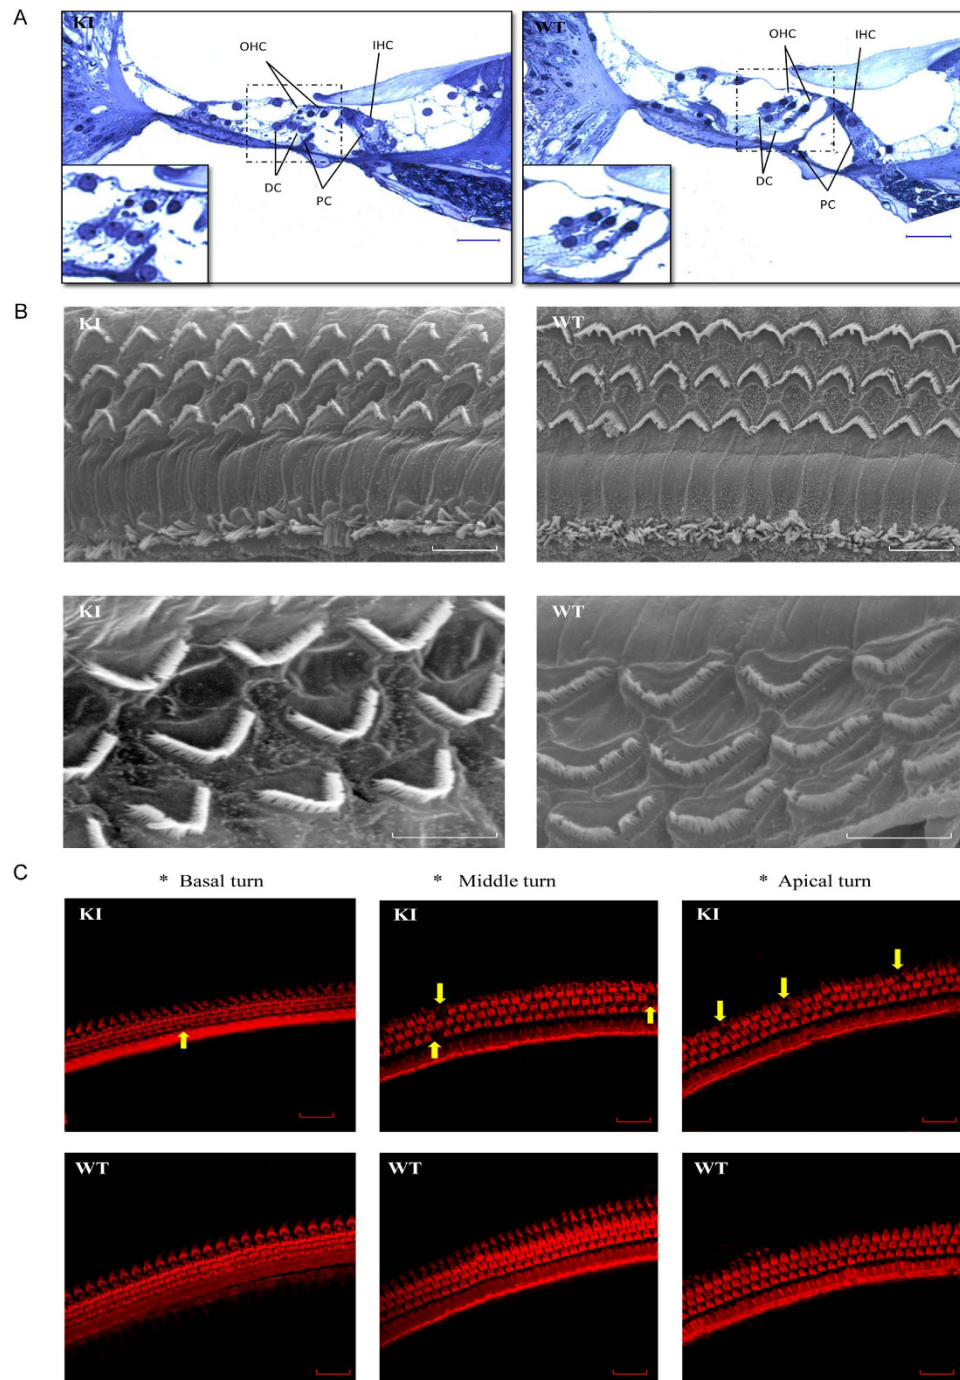 A
KI
OHC
IHC
DC
PC
WT
OHC
IHC
DC
PC
B
KI
WT
KI
WT
C
* Basal turn
* Middle turn
* Apical turn
KI
KI
KI
WT
WT
WT